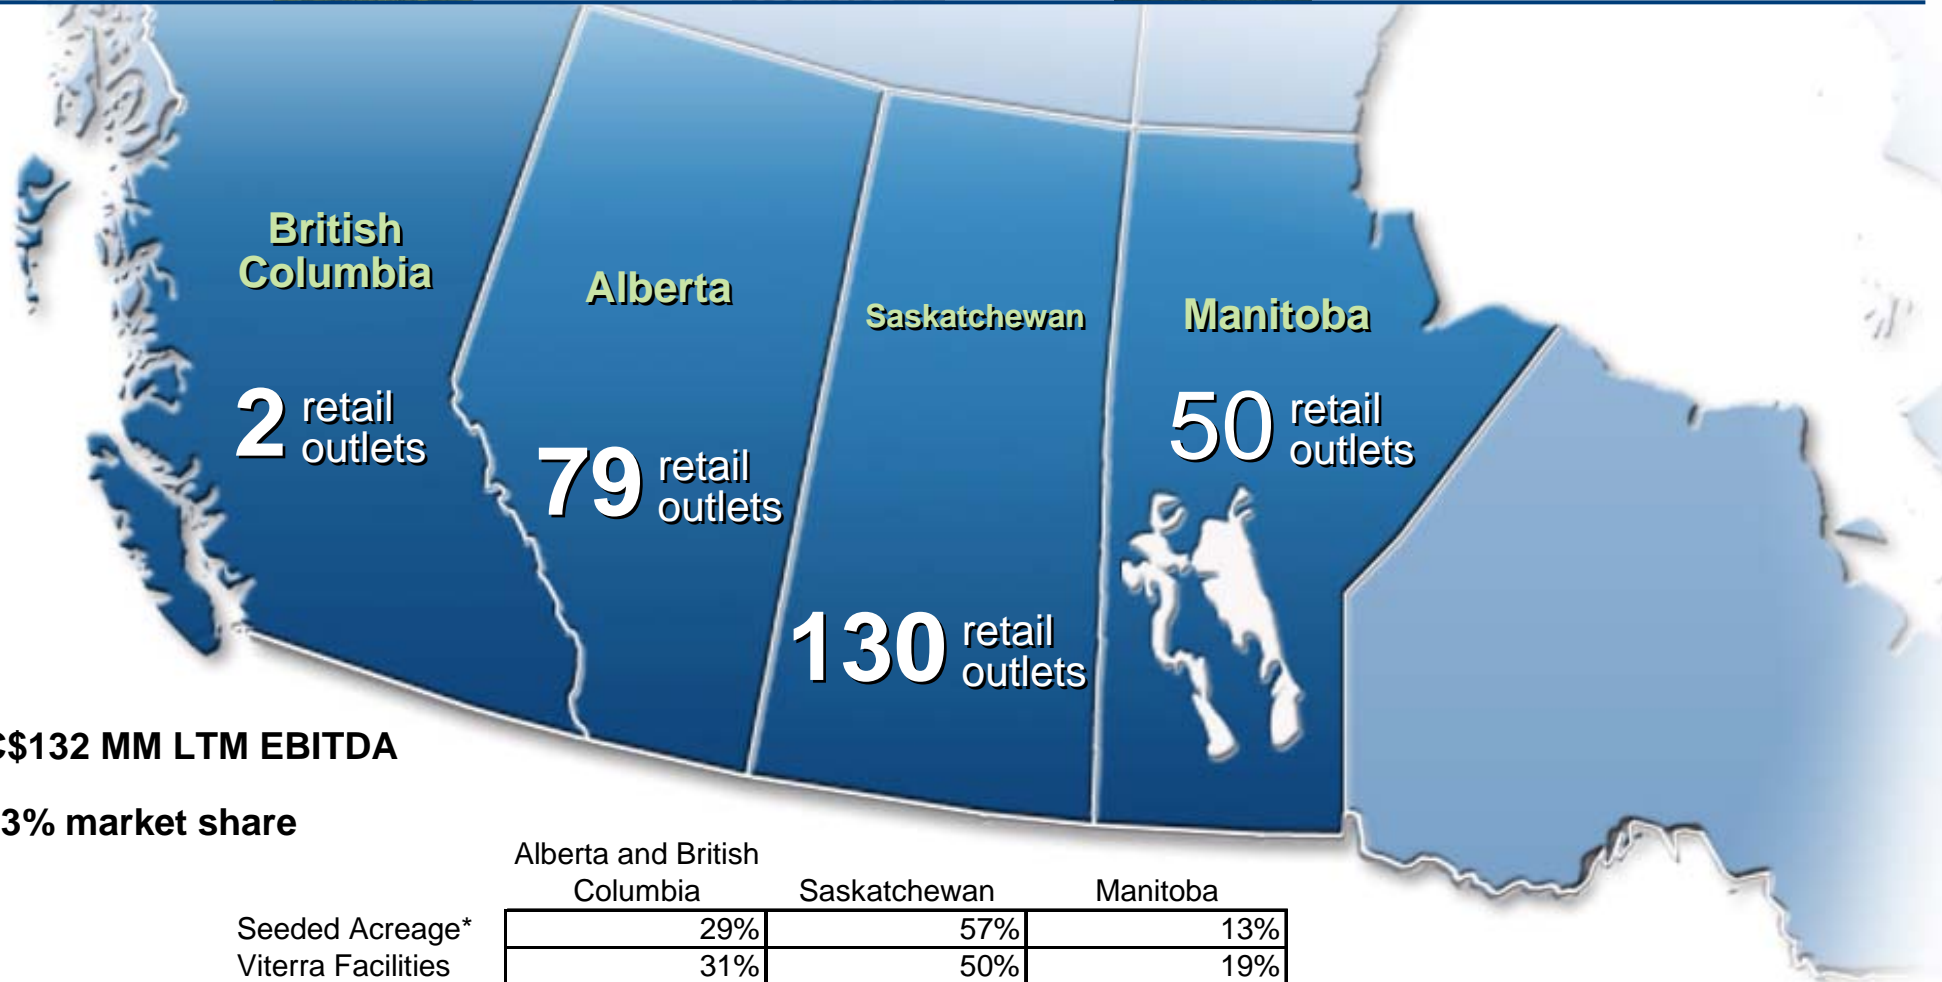 British
Columbia
Alberta
Saskatchewan
Manitoba
2 retail outlets
79 retail outlets
130 retail outlets
50 retail outlets
$132 MM LTM EBITDA
3% market share
Alberta and British
Columbia Saskatchewan Manitoba
Seeded Acreage* 29% 57% 13%
Viterra Facilities 31% 50% 19%